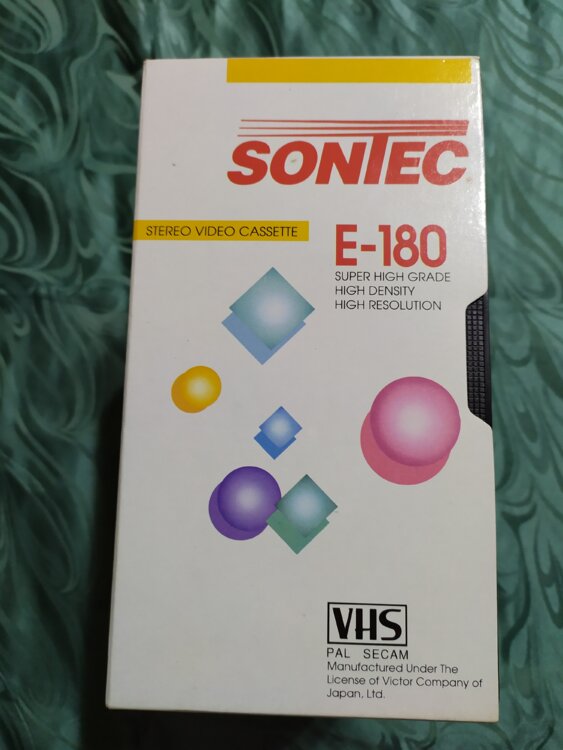 SONTEC
STEREO VIDEO CASSETTE
E-180
SUPER HIGH GRADE
HIGH DENSITY
HIGH RESOLUTION
VHS
PAL SECAM
Manufactured Under The
License of Victor Company of
Japan, Ltd.